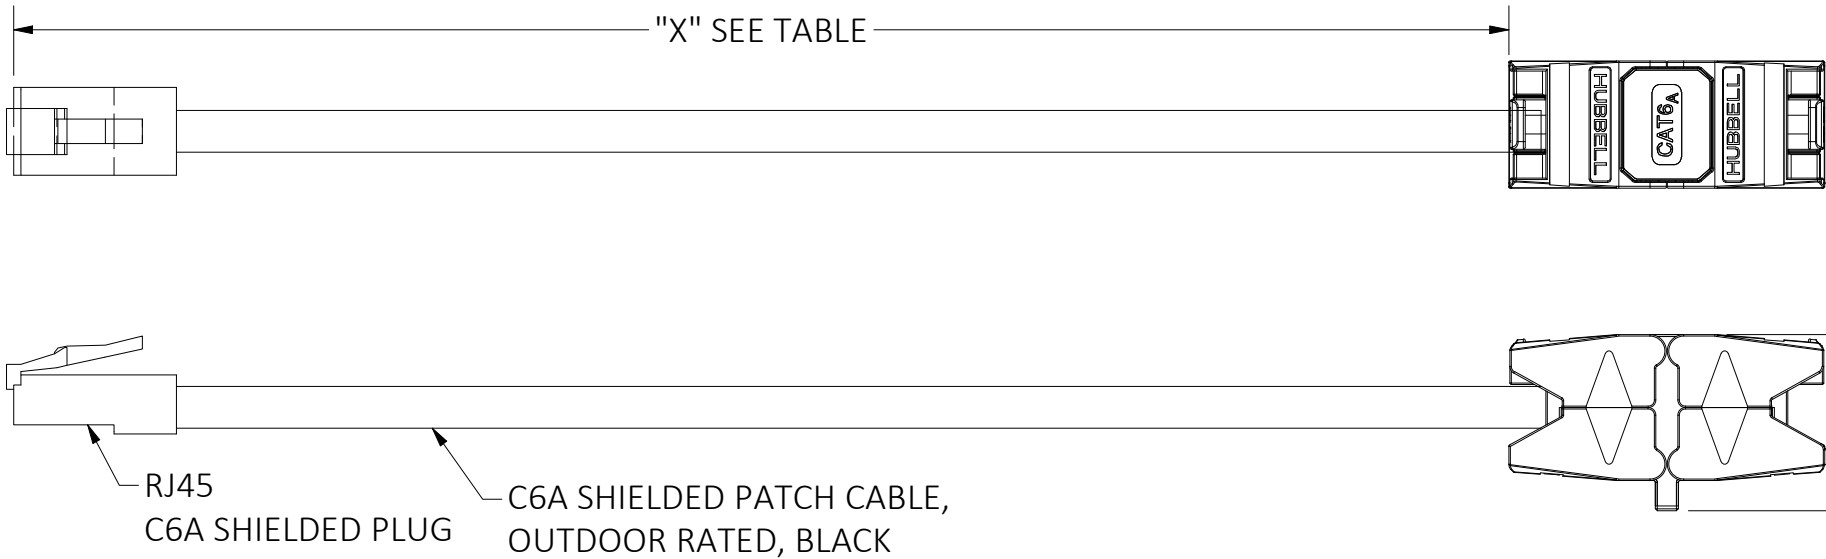 "X" SEE TABLE
HUBBELL
CAT6A
HUBBELL
RJ45
C6A SHIELDED PLUG
C6A SHIELDED PATCH CABLE,
OUTDOOR RATED, BLACK